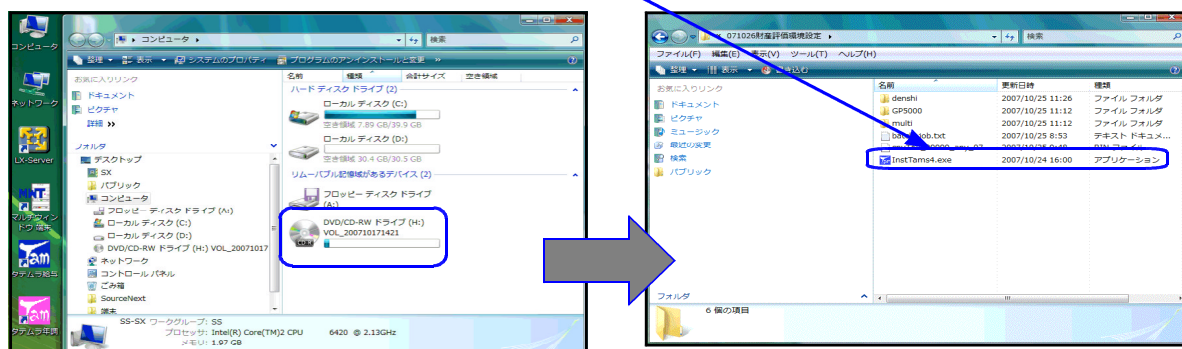 コンピュータ
ネットワーク
LX-Server
マルチウィン
ドウ端末
タテムラ給与
タテムラ年調
コンピュータ
検索
整理 表示 システムのプロパティ プログラムのアンインストールと変更 »
お気に入りリンク
ドキュメント
ピクチャ
詳細 »
フォルダ
デスクトップ
SX
パブリック
コンピュータ
フロッピー ディスク ドライブ (A:)
ローカル ディスク (C:)
ローカル ディスク (D:)
DVD/CD-RW ドライブ (H:) VOL_20071017
ネットワーク
コントロール パネル
ごみ箱
SourceNext
端末
名前 種類 合計サイズ 空き領域
ハード ディスク ドライブ (2)
ローカル ディスク (C:)
空き領域 7.89 GB/39.9 GB
ローカル ディスク (D:)
空き領域 30.4 GB/30.5 GB
リムーバブル記憶域があるデバイス (2)
フロッピー ディスク ドライブ
(A:)
DVD/CD-RW ドライブ (H:)
VOL_200710171421
CD-R
SS-SX ワークグループ: SS
プロセッサ: Intel(R) Core(TM)2 CPU 6420 @ 2.13GHz
メモリ: 1.97 GB
071026財産評価環境設定
検索
ファイル(F) 編集(E) 表示(V) ツール(T) ヘルプ(H)
整理 表示 書き込む
お気に入りリンク
ドキュメント
ピクチャ
ミュージック
最近の変更
検索
パブリック
フォルダ
名前 更新日時 種類
denshi 2007/10/25 11:26 ファイル フォルダ
GP5000 2007/10/25 11:12 ファイル フォルダ
multi 2007/10/25 11:12 ファイル フォルダ
2007/10/25 8:53 テキスト ドキュメ...
InstTams4.exe 2007/10/24 16:00 アプリケーション
6 個の項目